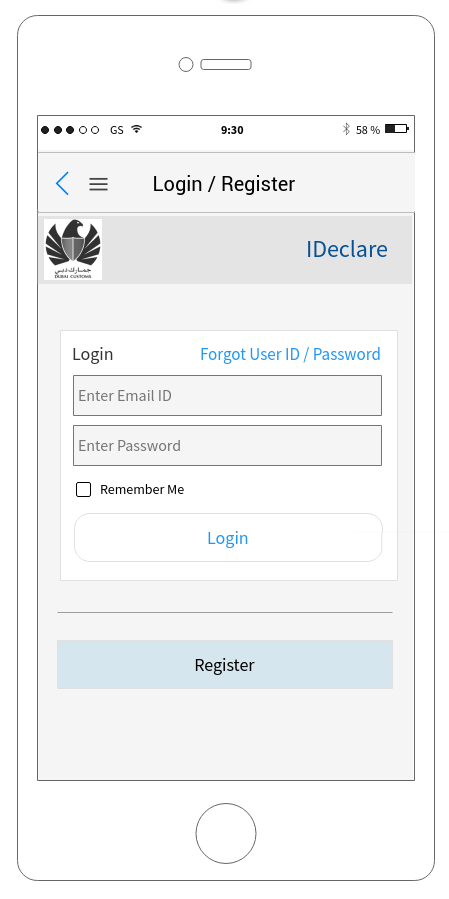 GS 9:30 58 %
Login / Register
جمارك دبي
DUBAI CUSTOMS
IDeclare
Login Forgot User ID / Password
Enter Email ID
Enter Password
Remember Me
Login
Register